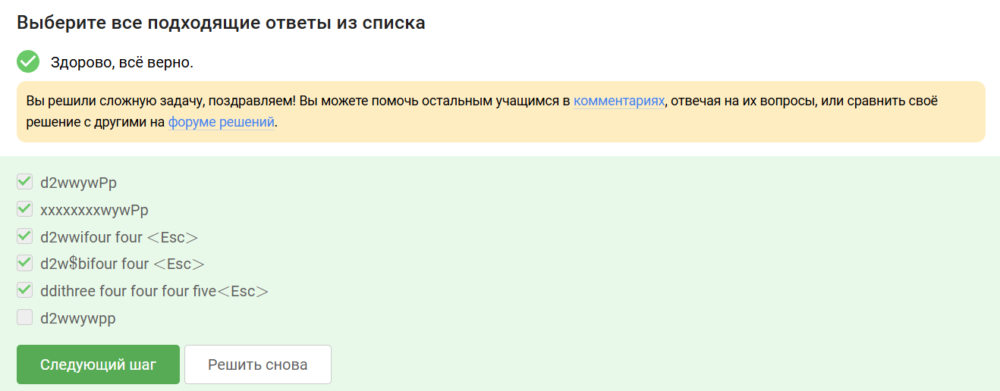 Выберите все подходящие ответы из списка
Здорово, всё верно.
Вы решили сложную задачу, поздравляем! Вы можете помочь остальным учащимся в комментариях, отвечая на их вопросы, или сравнить своё
решение с другими на форуме решений.
d2wwywPp
xxxxxxxxwywPp
d2wwifour four <Esc>
d2w$bifour four <Esc>
ddithree four four four five<Esc>
d2wwywpp
Следующий шаг
Решить снова